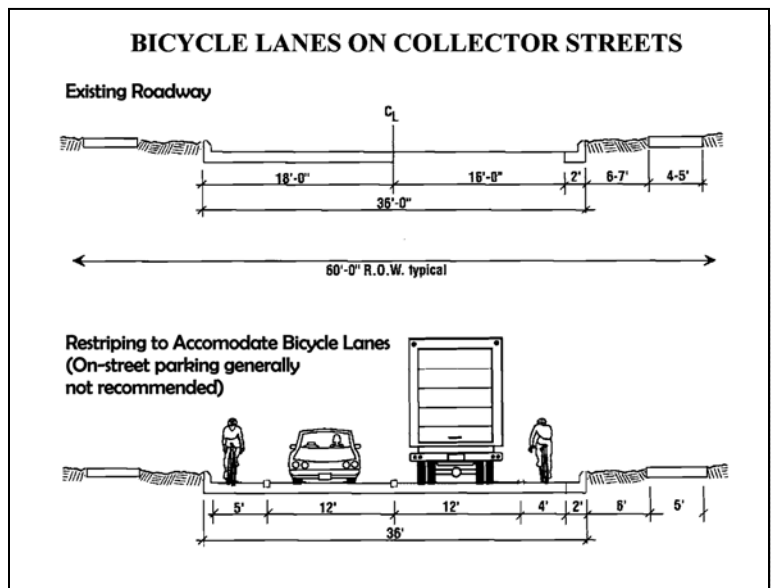 BICYCLE LANES ON COLLECTOR STREETS
Existing Roadway
CL
18'-0" 16'-0" 2' 6-7' 4-5'
36'-0"
60'-0" R.O.W. typical
Restriping to Accomodate Bicycle Lanes
(On-street parking generally
not recommended)
5' 12' 12' 4' 2' 6' 5'
36'